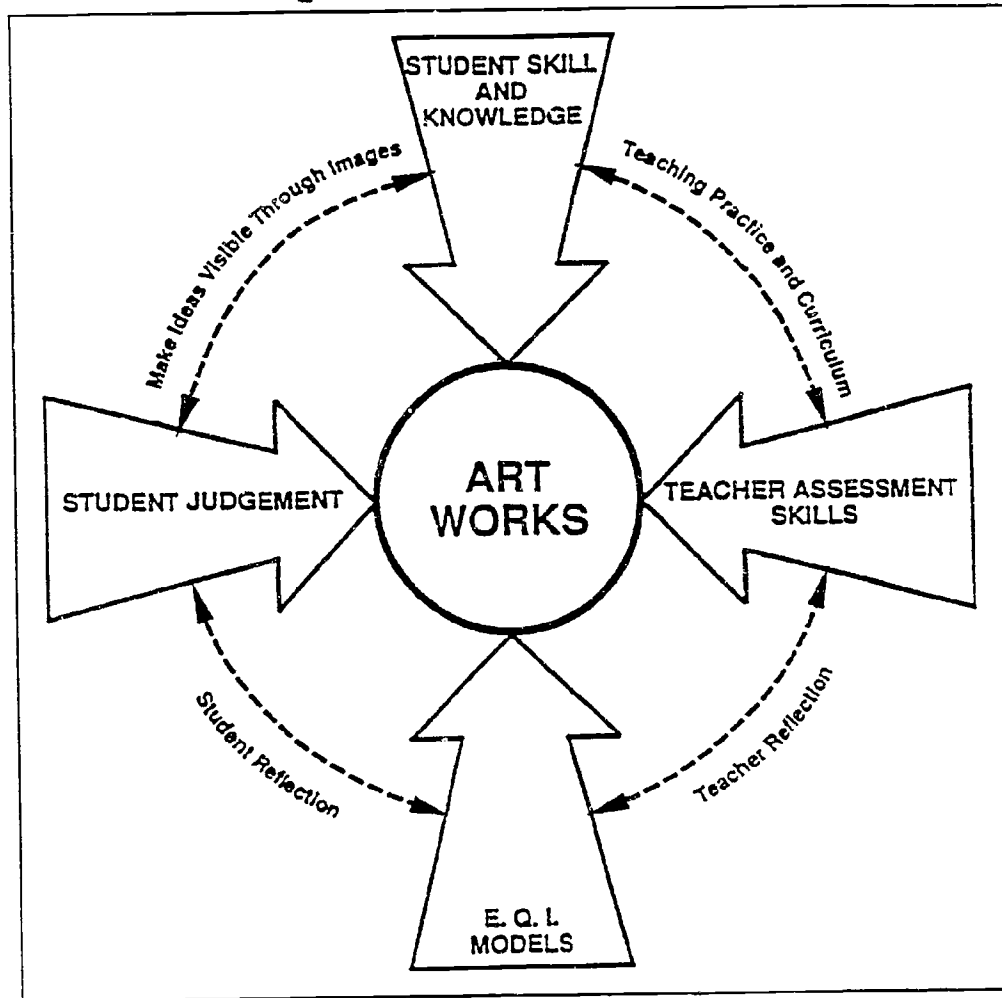 STUDENT SKILL
AND
KNOWLEDGE
Make Ideas Visible Through Images
Teaching Practice and Curriculum
STUDENT JUDGEMENT
ART
WORKS
TEACHER ASSESSMENT
SKILLS
Student Reflection
Teacher Reflection
E. Q. I.
MODELS